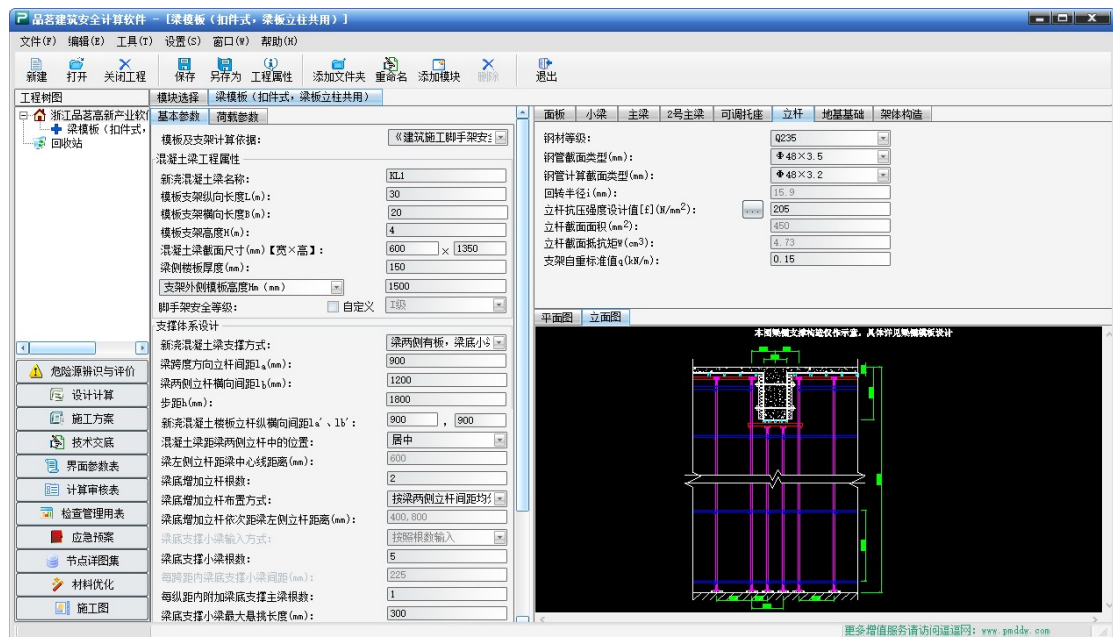 品茗建筑安全计算软件 - [梁模板（扣件式，梁板立柱共用）]
文件(F) 编辑(E) 工具(T) 设置(S) 窗口(W) 帮助(H)
新建 打开 关闭工程 保存 另存为 工程属性 添加文件夹 重命名 添加模块 删除 退出
工程树图
浙江品茗高新产业软
梁模板（扣件式，
回收站
危险源辨识与评价
设计计算
施工方案
技术交底
界面参数表
计算审核表
检查管理用表
应急预案
节点详图集
材料优化
施工图
模块选择 梁模板（扣件式，梁板立柱共用）
基本参数 荷载参数
模板及支架计算依据: 《建筑施工脚手架安全
混凝土梁工程属性
新浇混凝土梁名称: KL1
模板支架纵向长度L(m): 30
模板支架横向长度B(m): 20
模板支架高度H(m): 4
混凝土梁截面尺寸(mm)【宽×高】: 600 × 1350
梁侧楼板厚度(mm): 150
支架外侧模板高度Hm（mm） 1500
脚手架安全等级: 自定义 I级
支撑体系设计
新浇混凝土梁支撑方式: 梁两侧有板，梁底小
梁跨度方向立杆间距la(mm): 900
梁两侧立杆横向间距lb(mm): 1200
步距h(mm): 1800
新浇混凝土楼板立杆纵横向间距la′、lb′: 900 , 900
混凝土梁距梁两侧立杆中的位置: 居中
梁左侧立杆距梁中心线距离(mm): 600
梁底增加立杆根数: 2
梁底增加立杆布置方式: 按梁两侧立杆间距均分
梁底增加立杆依次距梁左侧立杆距离(mm): 400,800
梁底支撑小梁输入方式: 按照根数输入
梁底支撑小梁根数: 5
每跨距内梁底支撑小梁间距(mm): 225
每纵距内附加梁底支撑主梁根数: 1
梁底支撑小梁最大悬挑长度(mm): 300
面板 小梁 主梁 2号主梁 可调托座 立杆 地基基础 架体构造
钢材等级: Q235
钢管截面类型(mm): Φ48×3.5
钢管计算截面类型(mm): Φ48×3.2
回转半径i(mm): 15.9
立杆抗压强度设计值[f](N/mm2): ... 205
立杆截面面积(mm2): 450
立杆截面抵抗矩W(cm3): 4.73
支架自重标准值q(kN/m): 0.15
平面图 立面图
本图梁侧支撑构造仅作示意，具体详见梁侧模板设计
更多增值服务请访问逼逼网: www.pmddw.com